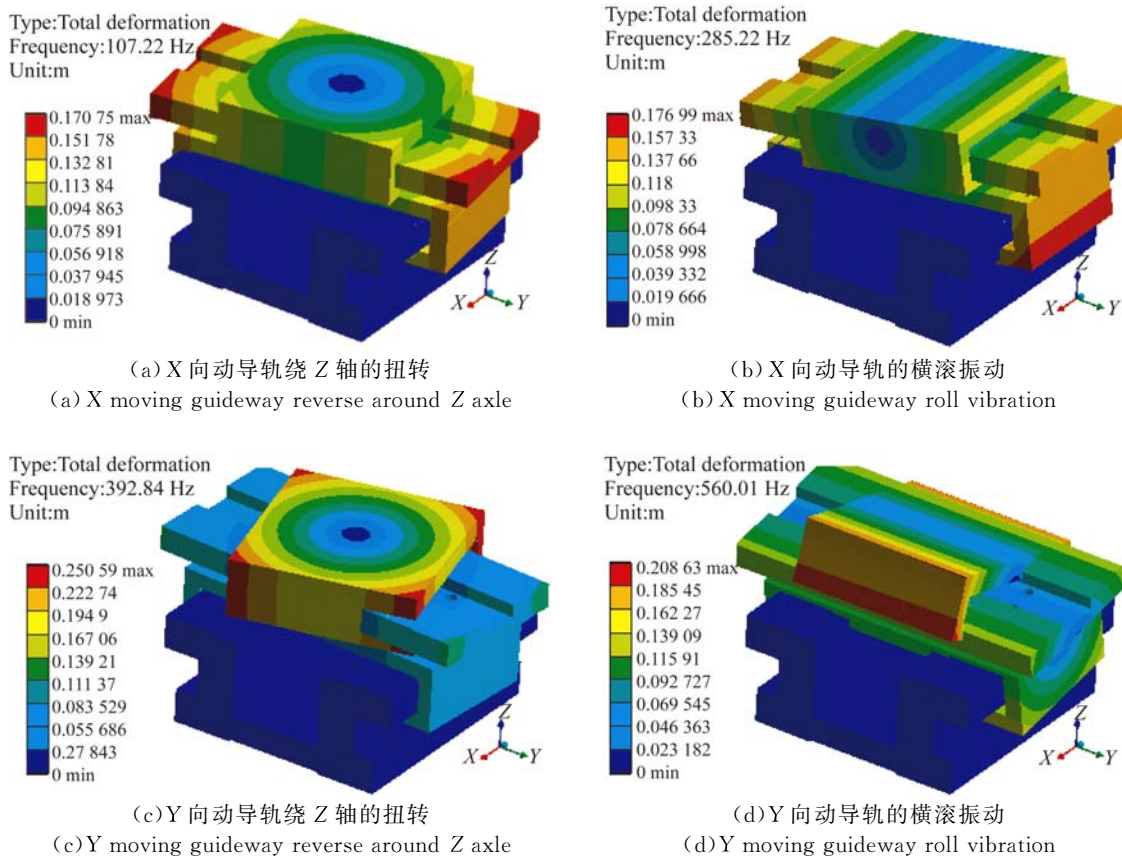 Type:Total deformation
Frequency:107.22 Hz
Unit:m
0.170 75 max
0.151 78
0.132 81
0.113 84
0.094 863
0.075 891
0.056 918
0.037 945
0.018 973
0 min
Z
X
Y
(a)X 向动导轨绕 Z 轴的扭转
(a)X moving guideway reverse around Z axle
Type:Total deformation
Frequency:285.22 Hz
Unit:m
0.176 99 max
0.157 33
0.137 66
0.118
0.098 33
0.078 664
0.058 998
0.039 332
0.019 666
0 min
Z
X
Y
(b)X 向动导轨的横滚振动
(b)X moving guideway roll vibration
Type:Total deformation
Frequency:392.84 Hz
Unit:m
0.250 59 max
0.222 74
0.194 9
0.167 06
0.139 21
0.111 37
0.083 529
0.055 686
0.27 843
0 min
Z
X
Y
(c)Y 向动导轨绕 Z 轴的扭转
(c)Y moving guideway reverse around Z axle
Type:Total deformation
Frequency:560.01 Hz
Unit:m
0.208 63 max
0.185 45
0.162 27
0.139 09
0.115 91
0.092 727
0.069 545
0.046 363
0.023 182
0 min
Z
X
Y
(d)Y 向动导轨的横滚振动
(d)Y moving guideway roll vibration